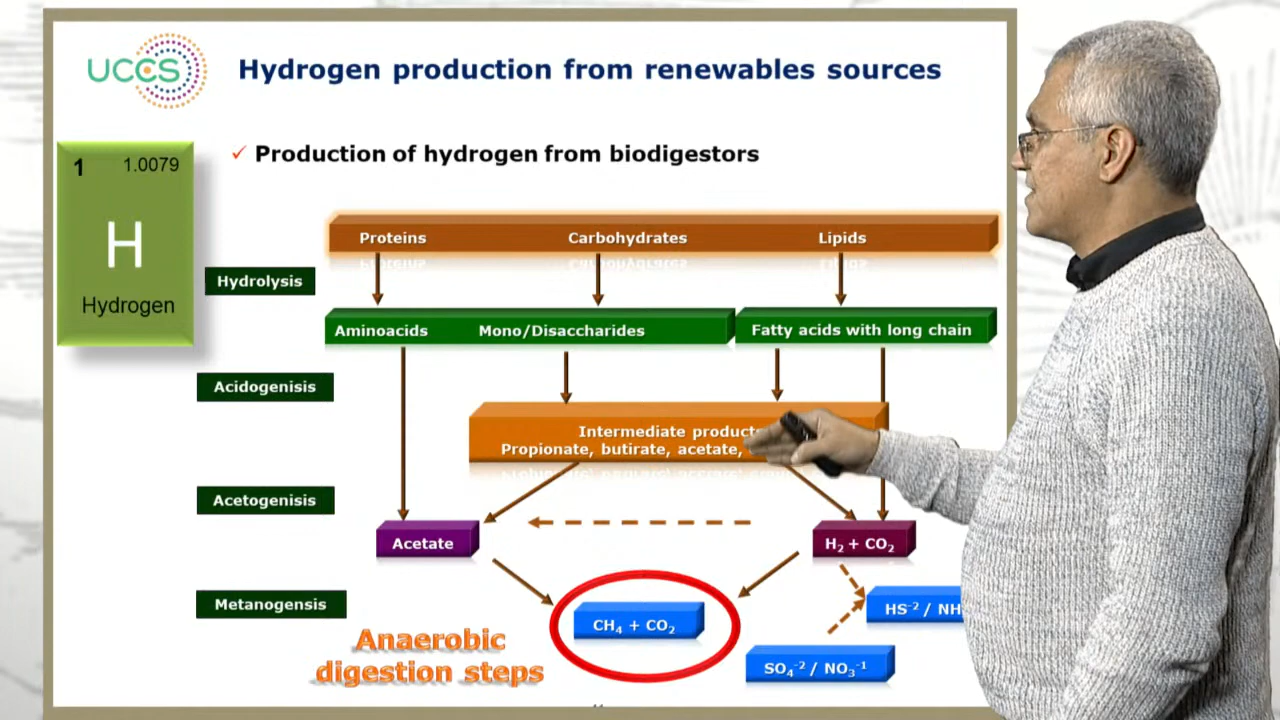 UCCS
Hydrogen production from renewables sources
✓ Production of hydrogen from biodigestors
1 1.0079
H
Hydrogen
Proteins Carbohydrates Lipids
Hydrolysis
Aminoacids Mono/Disaccharides Fatty acids with long chain
Acidogenisis
Intermediate products
Propionate, butirate, acetate,
Acetogenisis
Acetate H₂ + CO₂
Metanogensis
HS⁻² / NH
CH₄ + CO₂
Anaerobic
digestion steps
SO₄⁻² / NO₃⁻¹